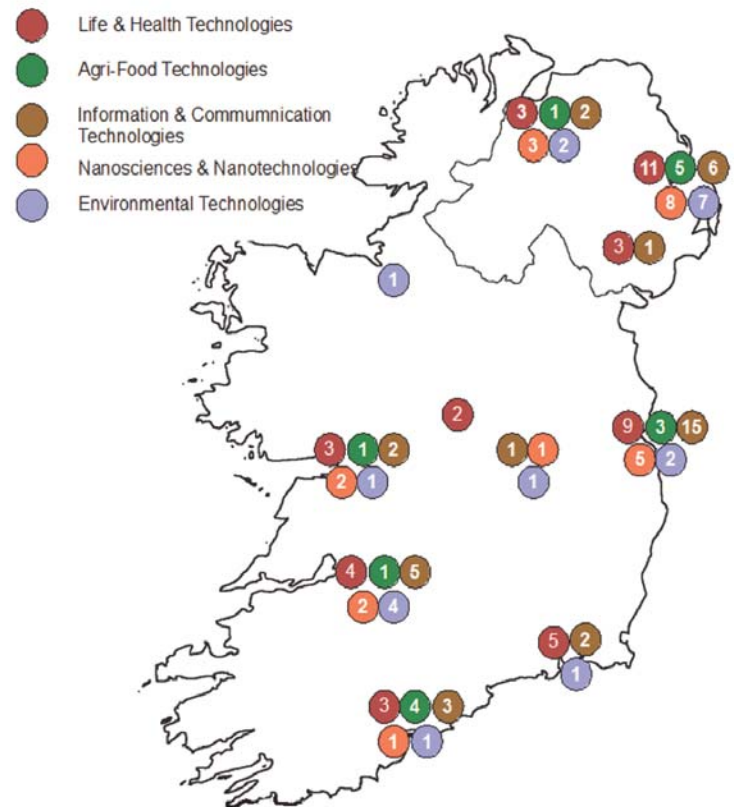 Life & Health Technologies
Agri-Food Technologies
Information & Commumnication
Technologies
Nanosciences & Nanotechnologies
Environmental Technologies
3 1 2
3 2
11 5 6
8 7
3 1
1
2
9 3 15
5 2
3 1 2
2 1
1 1
1
4 1 5
2 4
5 2
1
3 4 3
1 1